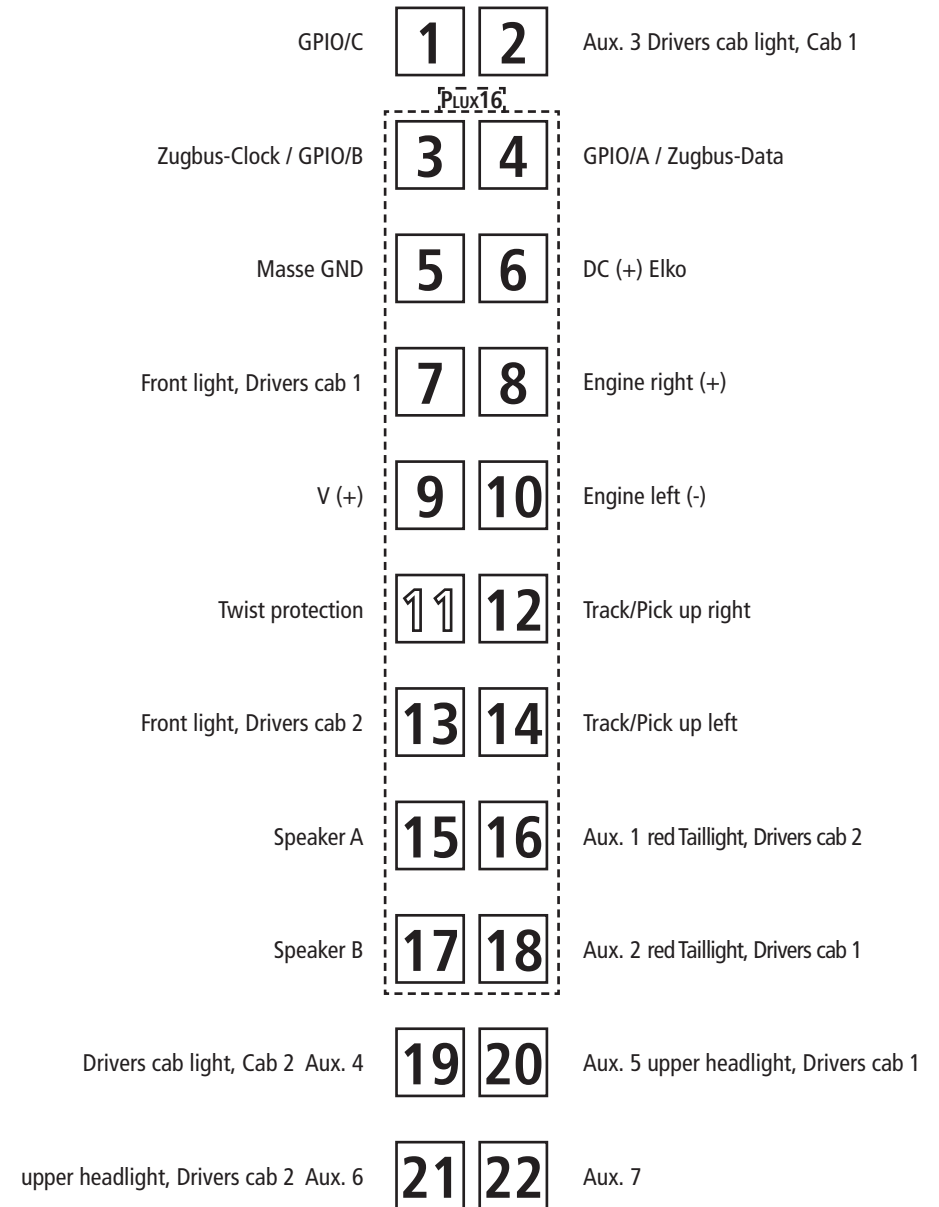 GPIO/C 1 2 Aux. 3 Drivers cab light, Cab 1
PLUX16
Zugbus-Clock / GPIO/B 3 4 GPIO/A / Zugbus-Data
Masse GND 5 6 DC (+) Elko
Front light, Drivers cab 1 7 8 Engine right (+)
V (+) 9 10 Engine left (-)
Twist protection 11 12 Track/Pick up right
Front light, Drivers cab 2 13 14 Track/Pick up left
Speaker A 15 16 Aux. 1 red Taillight, Drivers cab 2
Speaker B 17 18 Aux. 2 red Taillight, Drivers cab 1
Drivers cab light, Cab 2 Aux. 4 19 20 Aux. 5 upper headlight, Drivers cab 1
upper headlight, Drivers cab 2 Aux. 6 21 22 Aux. 7